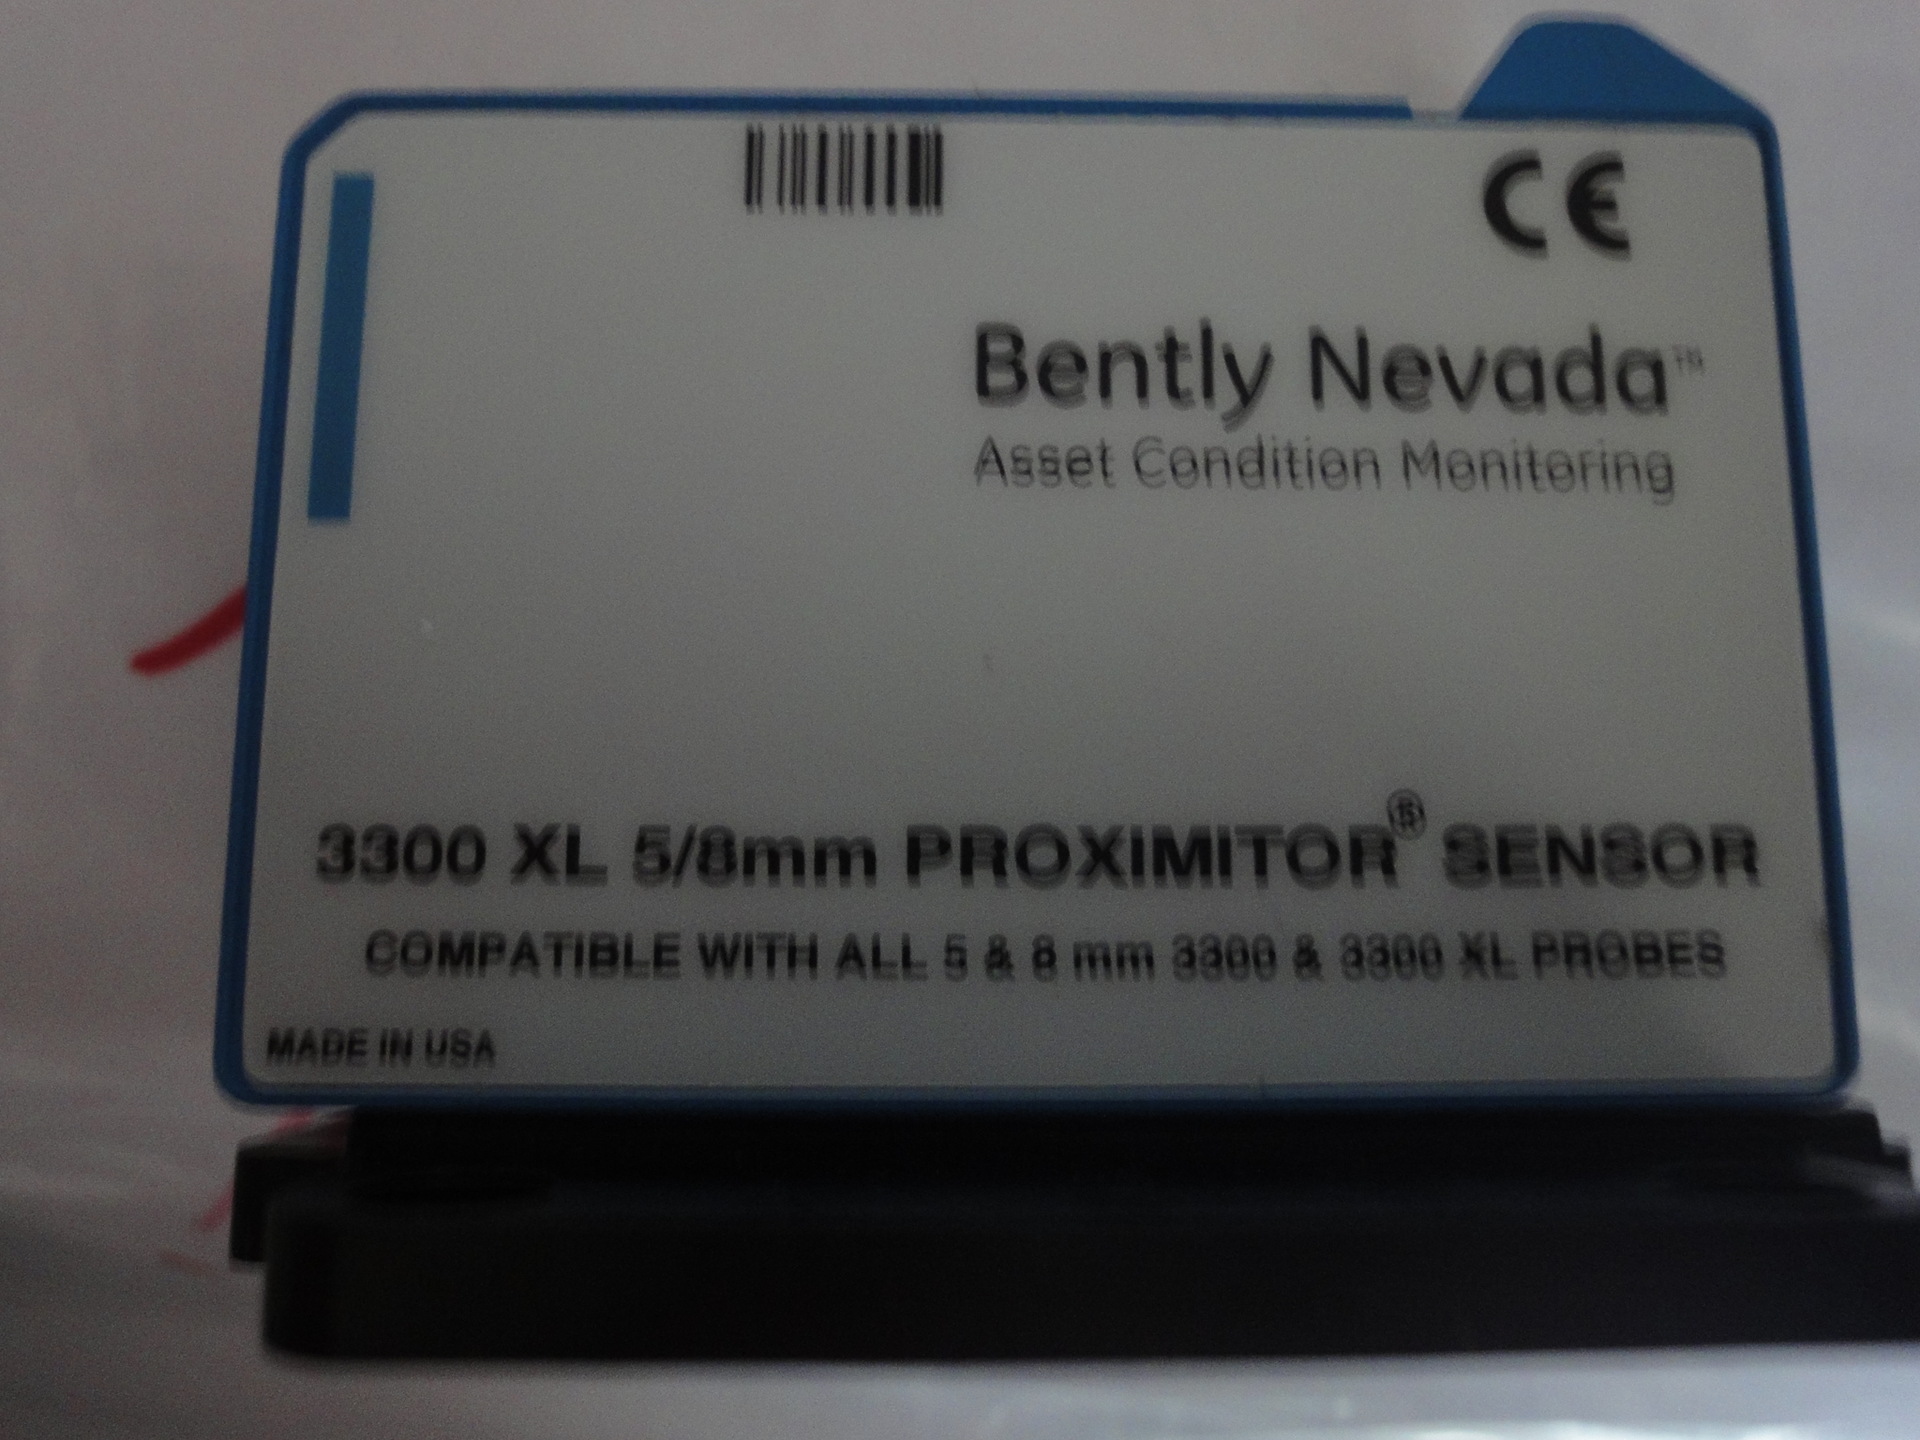 CE
Bently Nevada™
Asset Condition Monitoring
3300 XL 5/8mm PROXIMITOR® SENSOR
COMPATIBLE WITH ALL 5 & 8 mm 3300 & 3300 XL PROBES
MADE IN USA